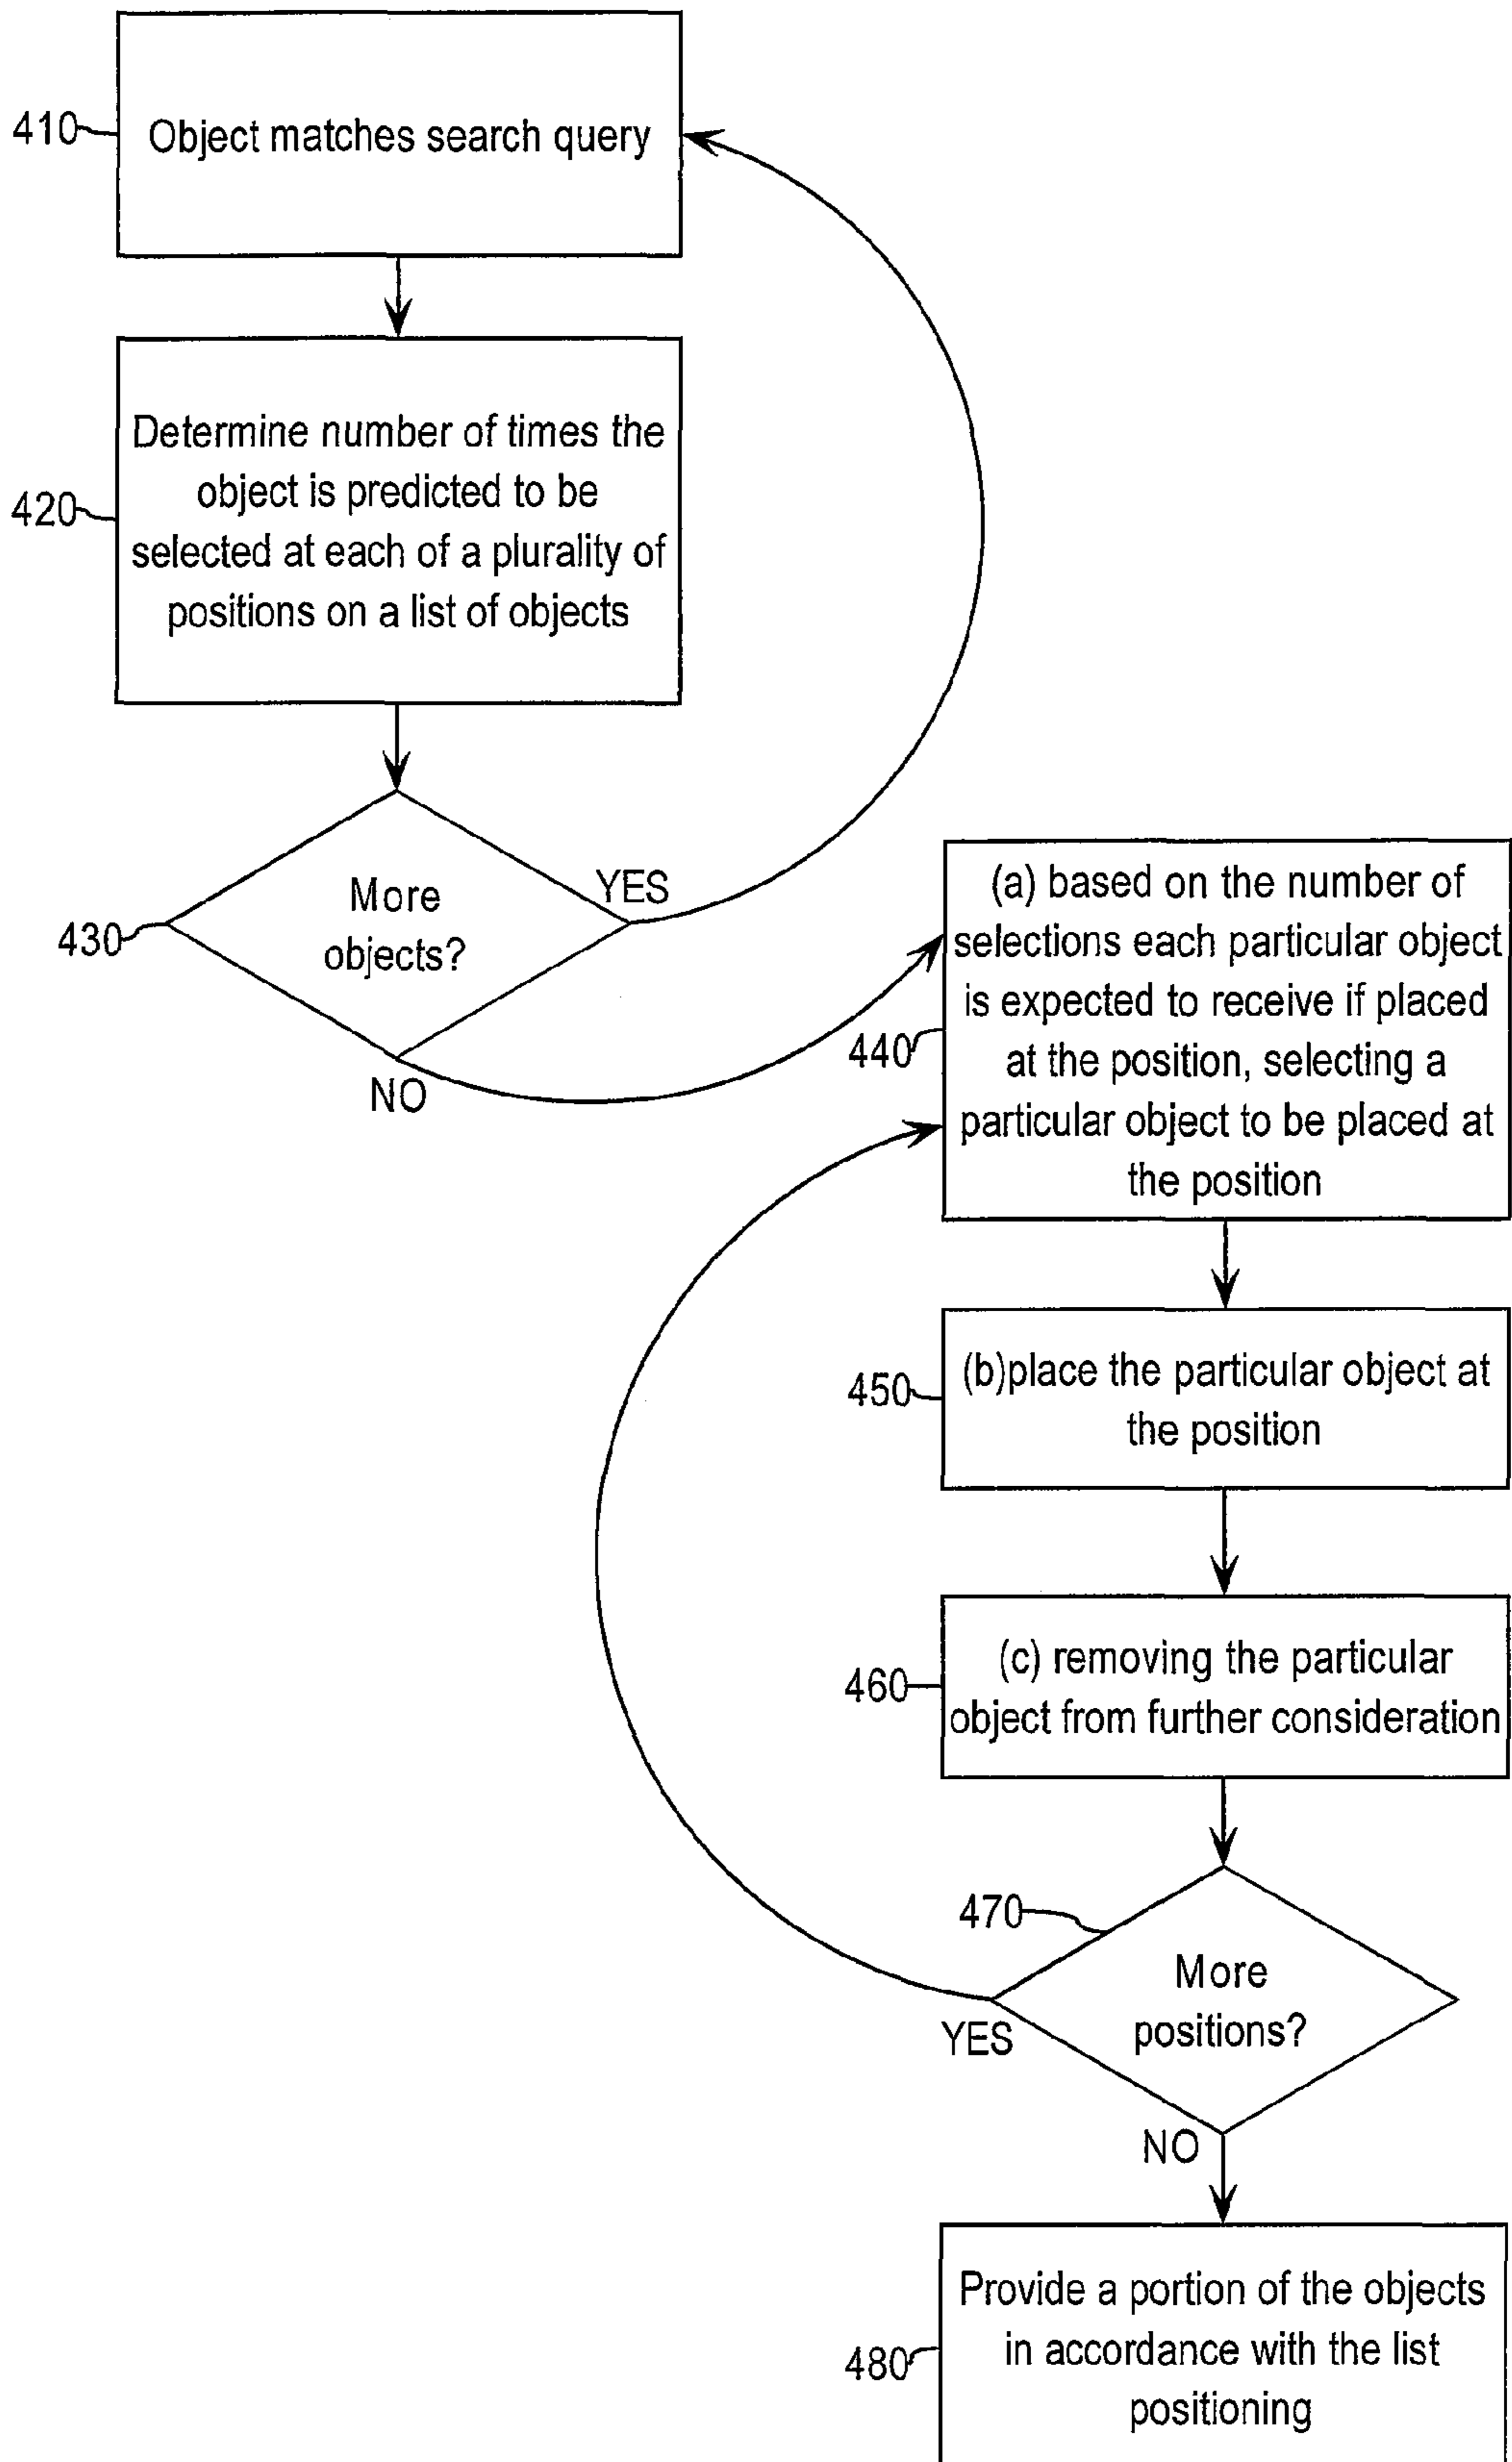 410
Object matches search query
420
Determine number of times the
object is predicted to be
selected at each of a plurality of
positions on a list of objects
430
More
objects?
YES
NO
440
(a) based on the number of
selections each particular object
is expected to receive if placed
at the position, selecting a
particular object to be placed at
the position
450
(b)place the particular object at
the position
460
(c) removing the particular
object from further consideration
470
More
positions?
YES
NO
480
Provide a portion of the objects
in accordance with the list
positioning